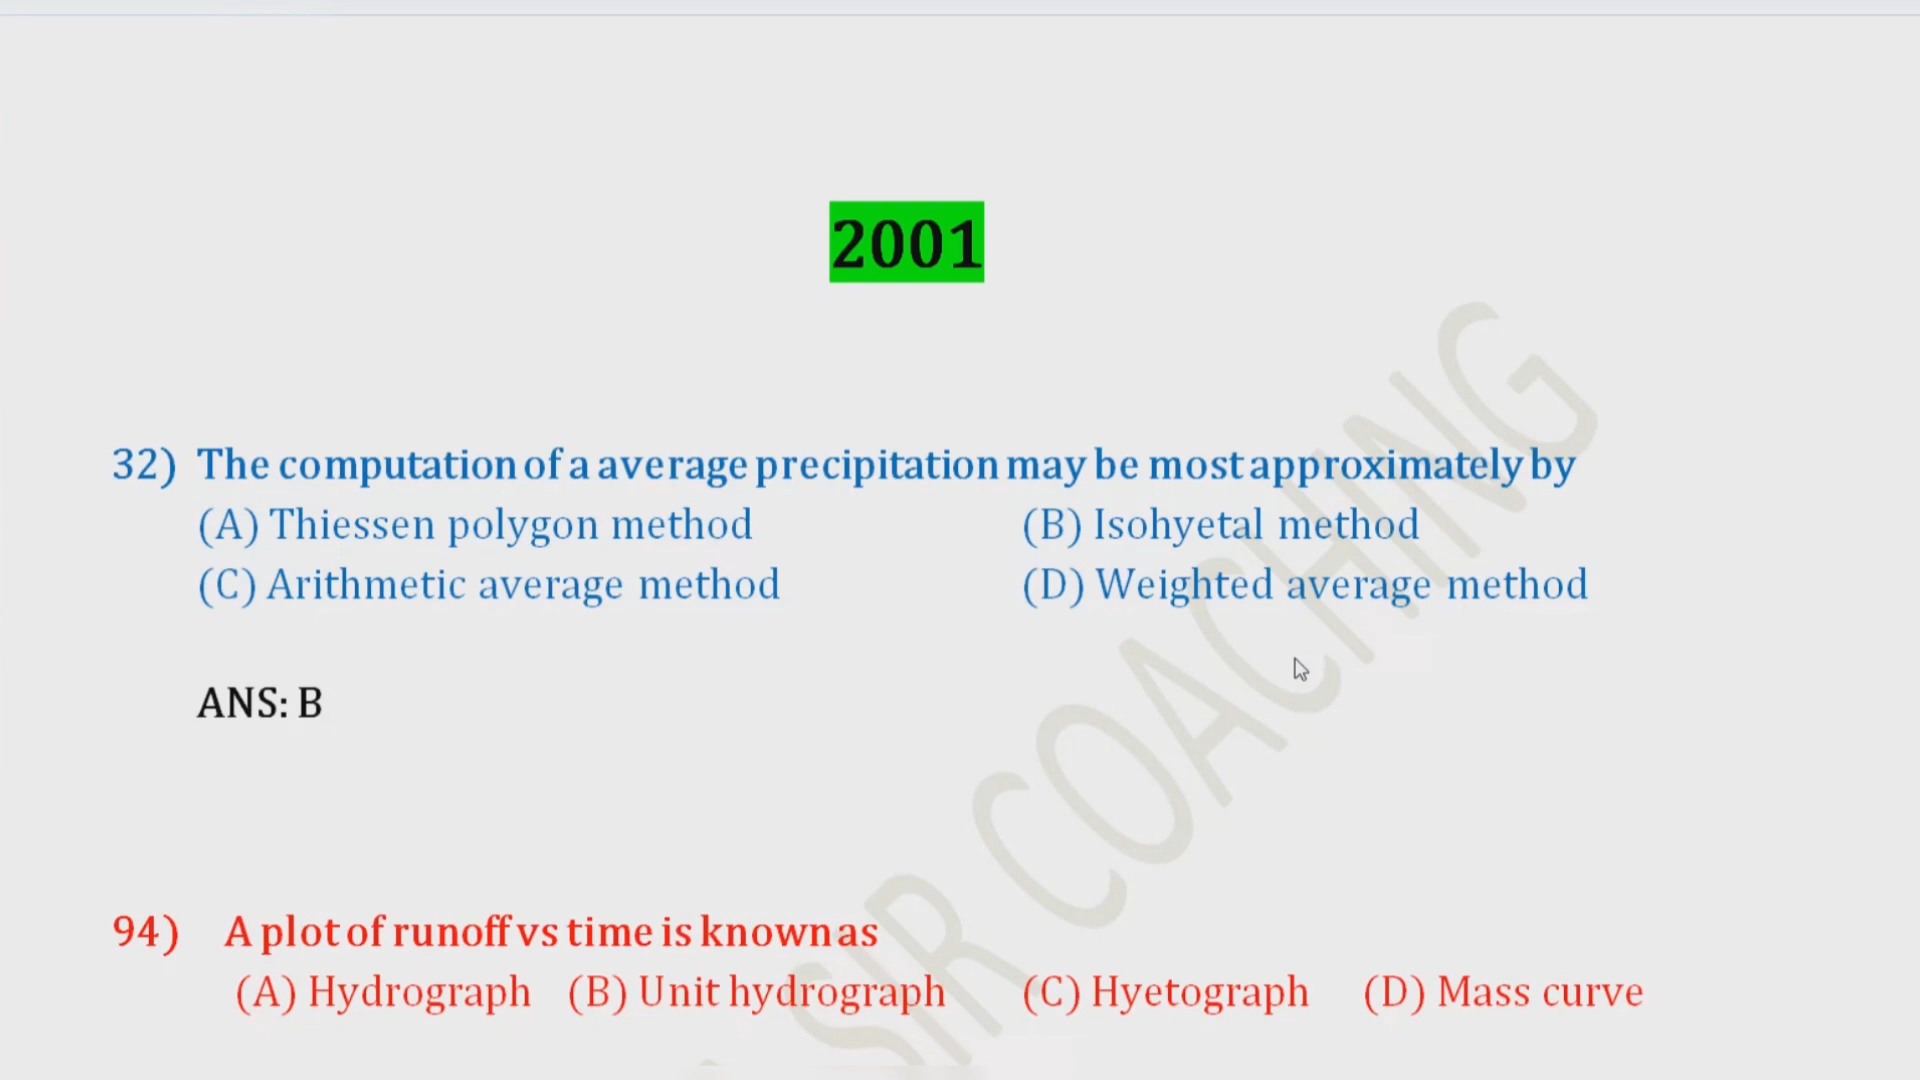 2001
32) The computation of a average precipitation may be most approximately by
(A) Thiessen polygon method (B) Isohyetal method
(C) Arithmetic average method (D) Weighted average method
ANS: B
94) A plot of runoff vs time is known as
(A) Hydrograph (B) Unit hydrograph (C) Hyetograph (D) Mass curve
SIR COACHING